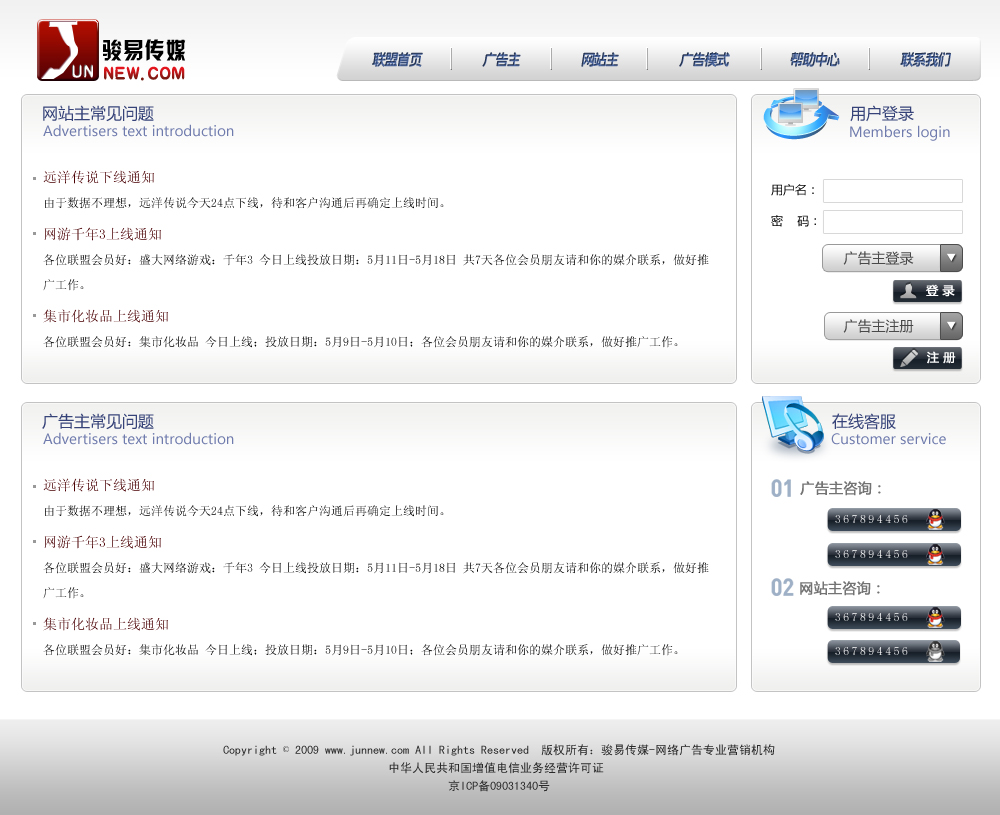 JUN
骏易传媒
NEW.COM
联盟首页 广告主 网站主 广告模式 帮助中心 联系我们
网站主常见问题
Advertisers text introduction
远洋传说下线通知
由于数据不理想，远洋传说今天24点下线，待和客户沟通后再确定上线时间。
网游千年3上线通知
各位联盟会员好：盛大网络游戏：千年3 今日上线投放日期：5月11日-5月18日 共7天各位会员朋友请和你的媒介联系，做好推
广工作。
集市化妆品上线通知
各位联盟会员好：集市化妆品 今日上线；投放日期：5月9日-5月10日；各位会员朋友请和你的媒介联系，做好推广工作。
用户登录
Members login
用户名：
密 码：
广告主登录
登 录
广告主注册
注 册
广告主常见问题
Advertisers text introduction
远洋传说下线通知
由于数据不理想，远洋传说今天24点下线，待和客户沟通后再确定上线时间。
网游千年3上线通知
各位联盟会员好：盛大网络游戏：千年3 今日上线投放日期：5月11日-5月18日 共7天各位会员朋友请和你的媒介联系，做好推
广工作。
集市化妆品上线通知
各位联盟会员好：集市化妆品 今日上线；投放日期：5月9日-5月10日；各位会员朋友请和你的媒介联系，做好推广工作。
在线客服
Customer service
01 广告主咨询：
367894456
367894456
02 网站主咨询：
367894456
367894456
Copyright © 2009 www.junnew.com All Rights Reserved 版权所有：骏易传媒-网络广告专业营销机构
中华人民共和国增值电信业务经营许可证
京ICP备09031340号